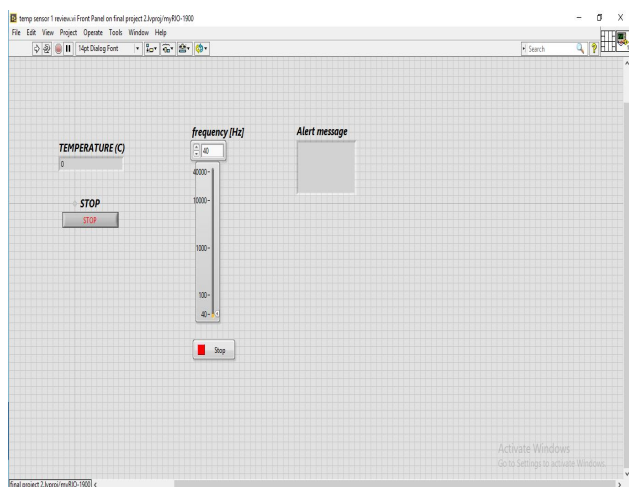 temp sensor 1 review.vi Front Panel on final project 2.lvproj/myRIO-1900
File Edit View Project Operate Tools Window Help
14pt Dialog Font
Search
TEMPERATURE (C)
0
STOP
STOP
frequency [Hz]
40
40000
10000
1000
100
40
Stop
Alert message
Activate Windows
Go to Settings to activate Windows.
final project 2.lvproj/myRIO-1900